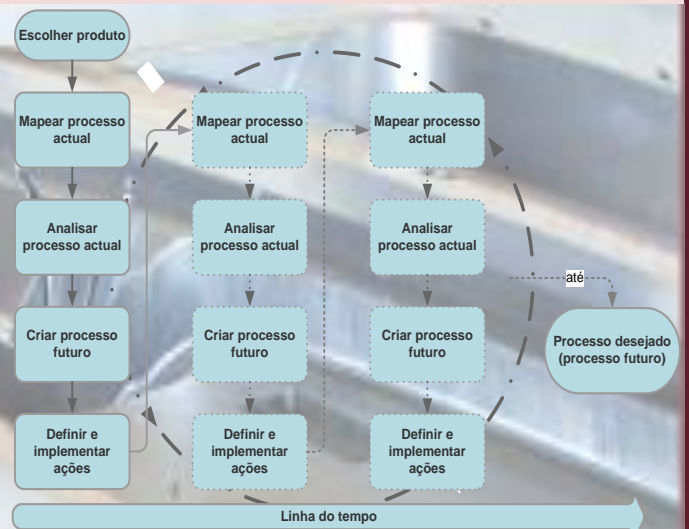 Escolher produto
Mapear processo
actual
Analisar
processo actual
Criar processo
futuro
Definir e
implementar
ações
Mapear processo
actual
Analisar
processo actual
Criar processo
futuro
Definir e
implementar
ações
Mapear processo
actual
Analisar
processo actual
Criar processo
futuro
Definir e
implementar
ações
até
Processo desejado
(processo futuro)
Linha do tempo